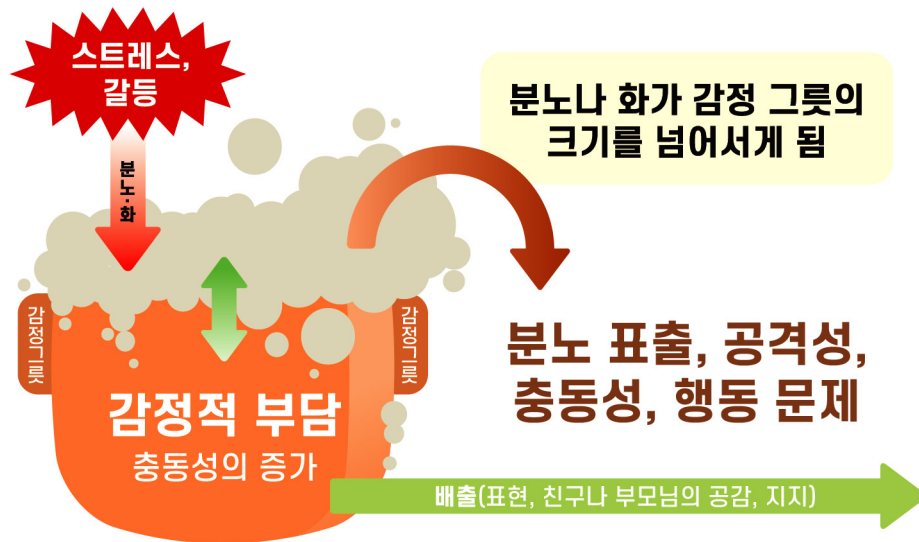 스트레스,
갈등
분노·화
분노나 화가 감정 그릇의
크기를 넘어서게 됨
감정그릇
감정그릇
분노 표출, 공격성,
충동성, 행동 문제
감정적 부담
충동성의 증가
배출(표현, 친구나 부모님의 공감, 지지)